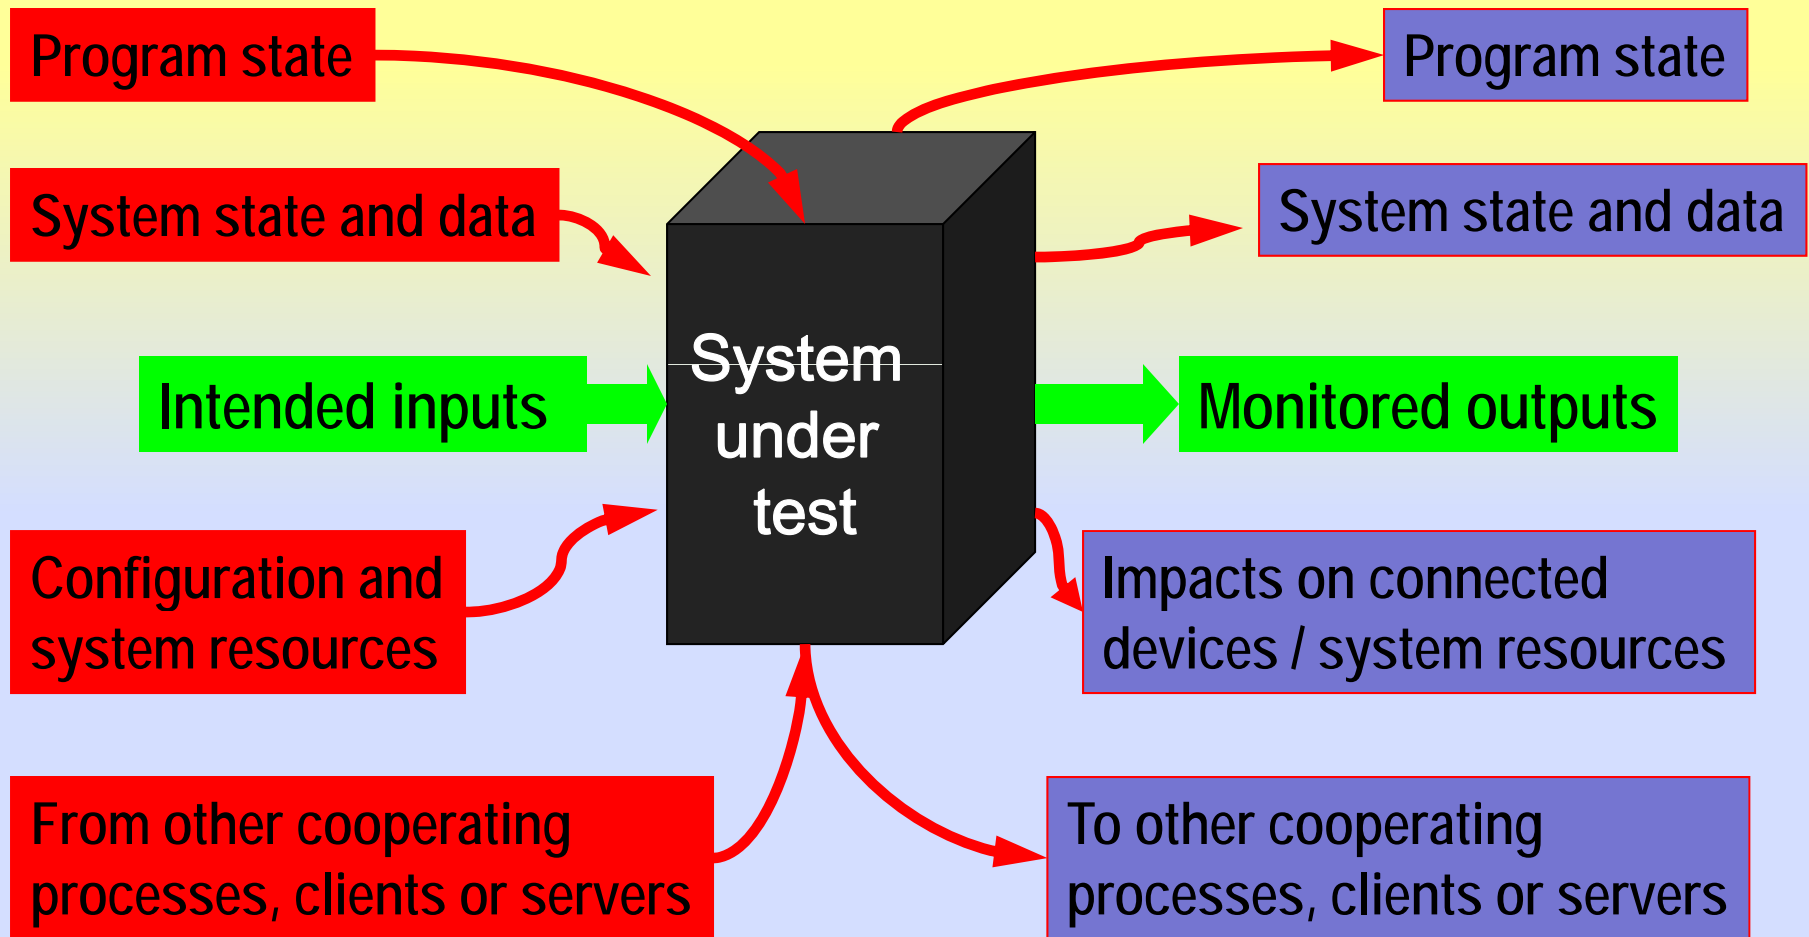 Program state
Program state
System state and data
System state and data
Intended inputs
System
under
test
Monitored outputs
Configuration and
system resources
Impacts on connected
devices / system resources
From other cooperating
processes, clients or servers
To other cooperating
processes, clients or servers